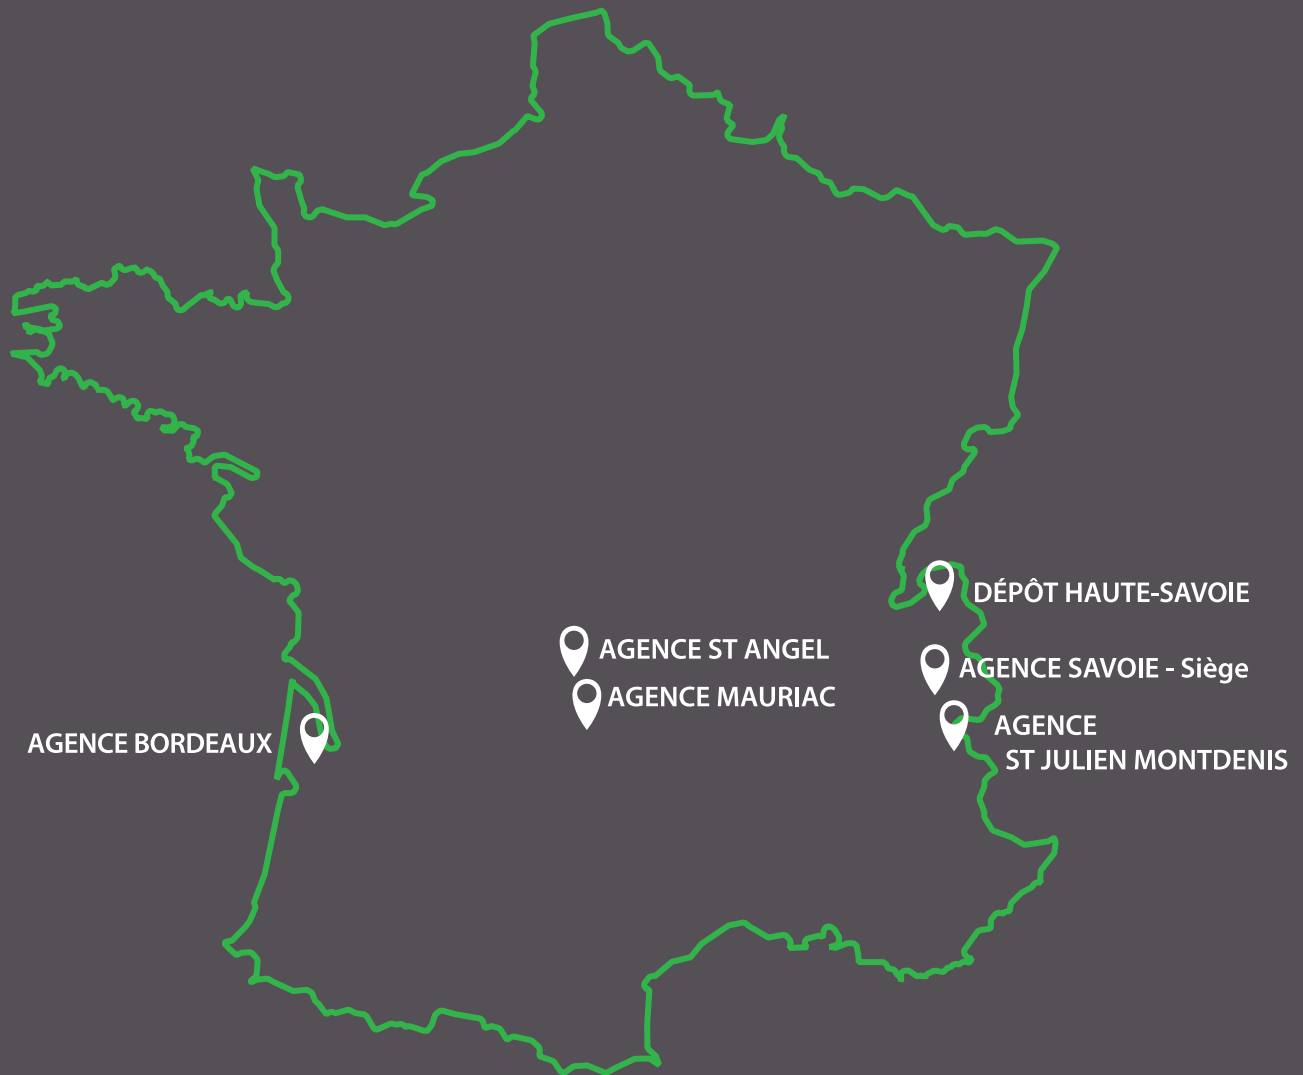 DÉPÔT HAUTE-SAVOIE
AGENCE ST ANGEL
AGENCE SAVOIE - Siège
AGENCE MAURIAC
AGENCE BORDEAUX
AGENCE
ST JULIEN MONTDENIS